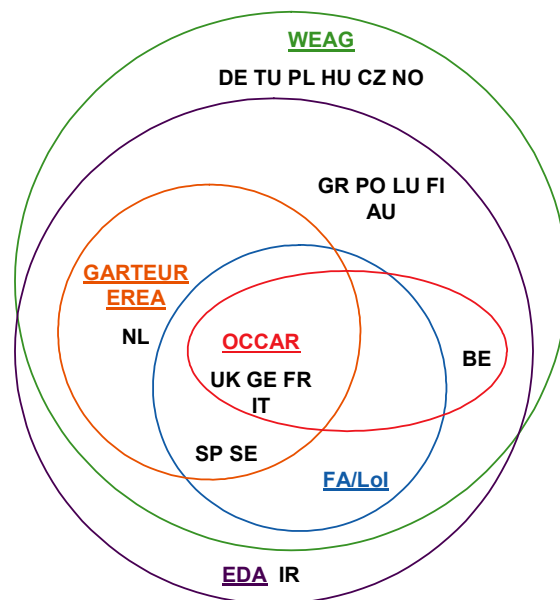 WEAG
DE TU PL HU CZ NO
GR PO LU FI
AU
GARTEUR
EREA
NL
OCCAR
BE
UK GE FR
IT
SP SE
FA/LoI
EDA IR